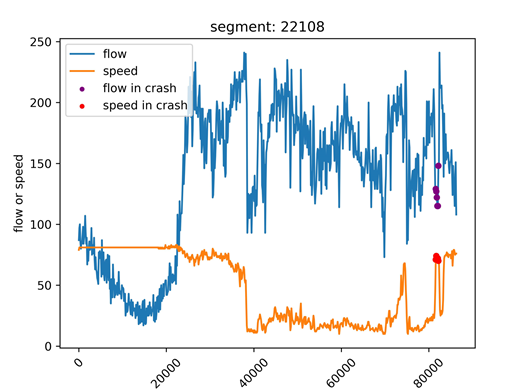 segment: 22108
250
200
150
100
50
0
flow or speed
flow
speed
flow in crash
speed in crash
0
20000
40000
60000
80000